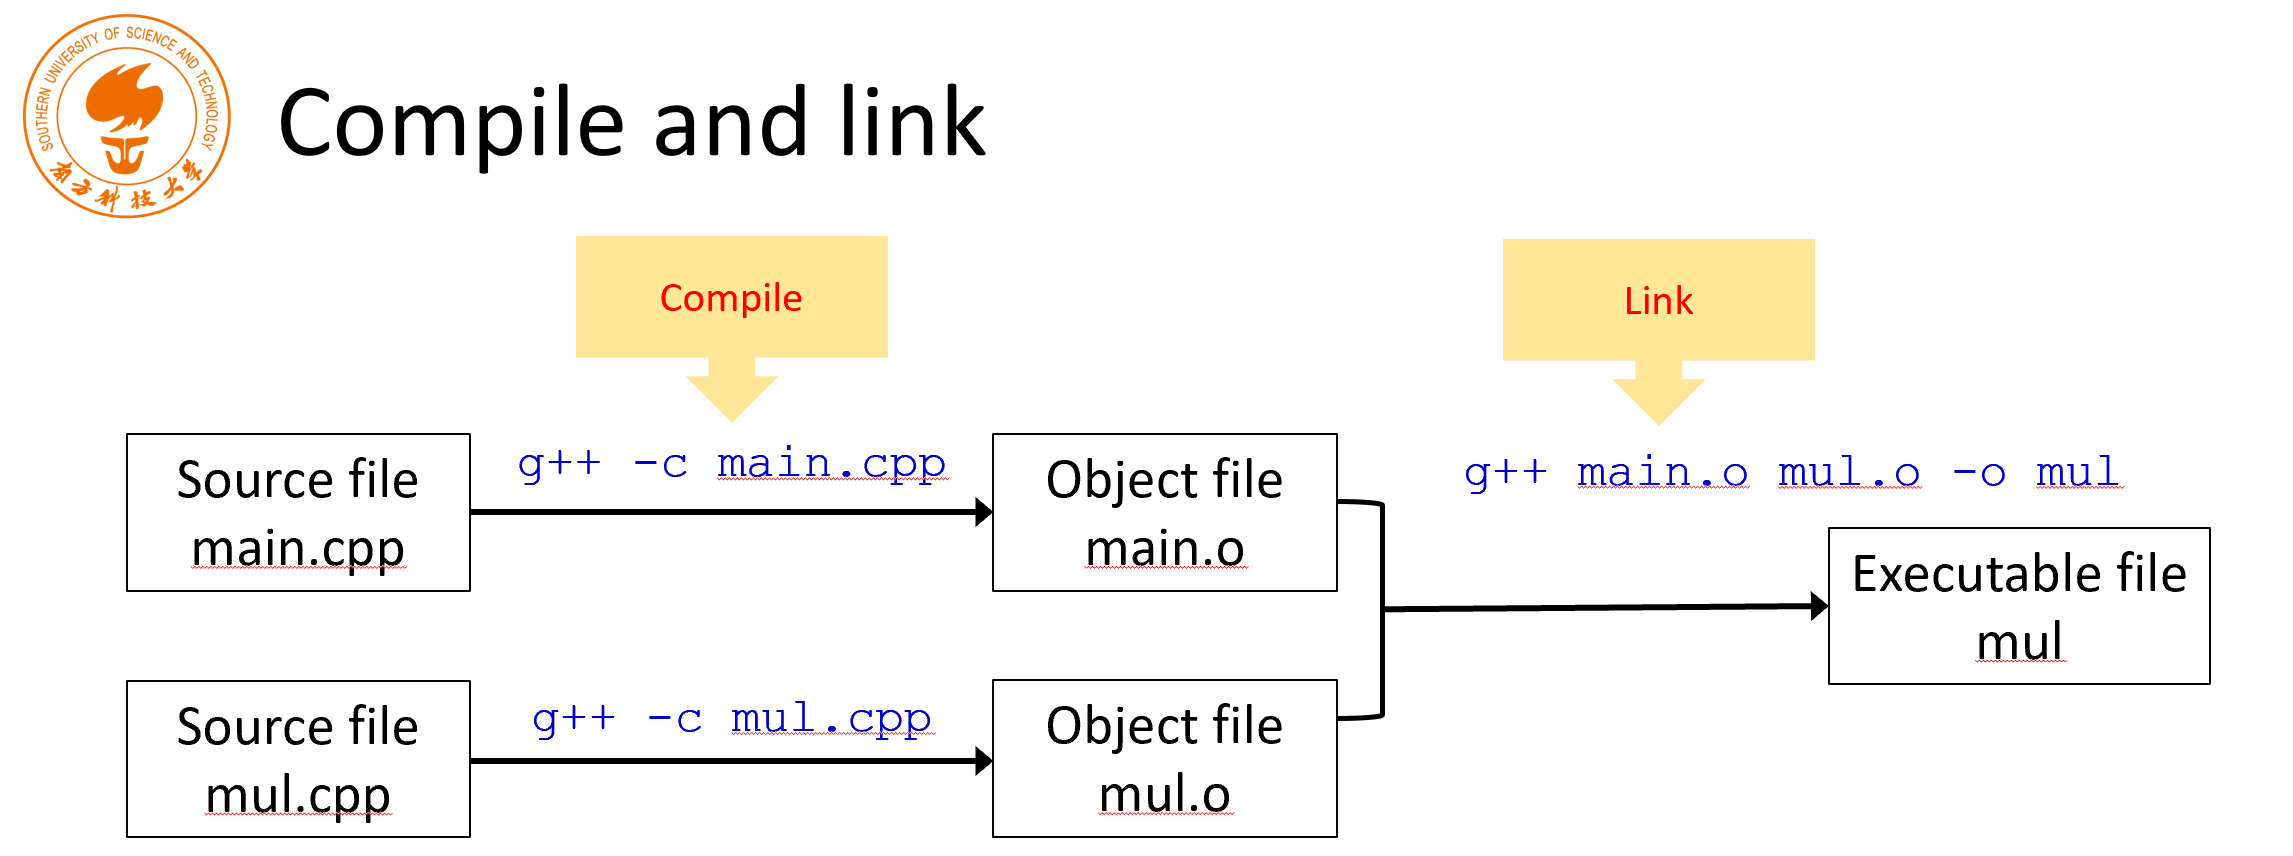 SOUTHERN UNIVERSITY OF SCIENCE AND TECHNOLOGY
南方科技大学
Compile and link
Compile
Link
g++ -c main.cpp
g++ main.o mul.o -o mul
Source file
main.cpp
Object file
main.o
Executable file
mul
g++ -c mul.cpp
Source file
mul.cpp
Object file
mul.o